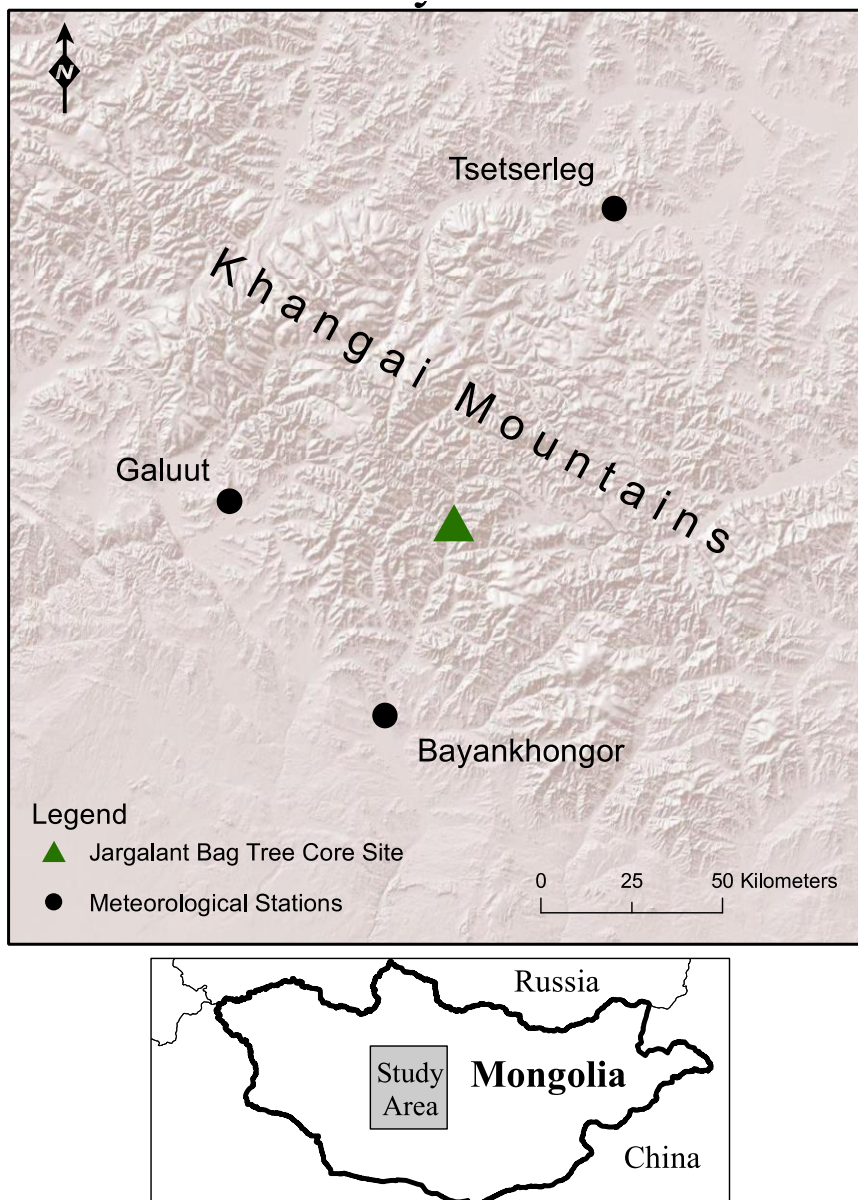 N
Tsetserleg
Khangai Mountains
Galuut
Bayankhongor
Legend
Jargalant Bag Tree Core Site
Meteorological Stations
0 25 50 Kilometers
Russia
Study
Area
Mongolia
China